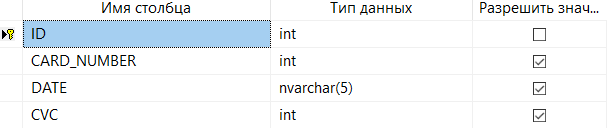 Имя столбца Тип данных Разрешить знач...
ID int
CARD_NUMBER int
DATE nvarchar(5)
CVC int